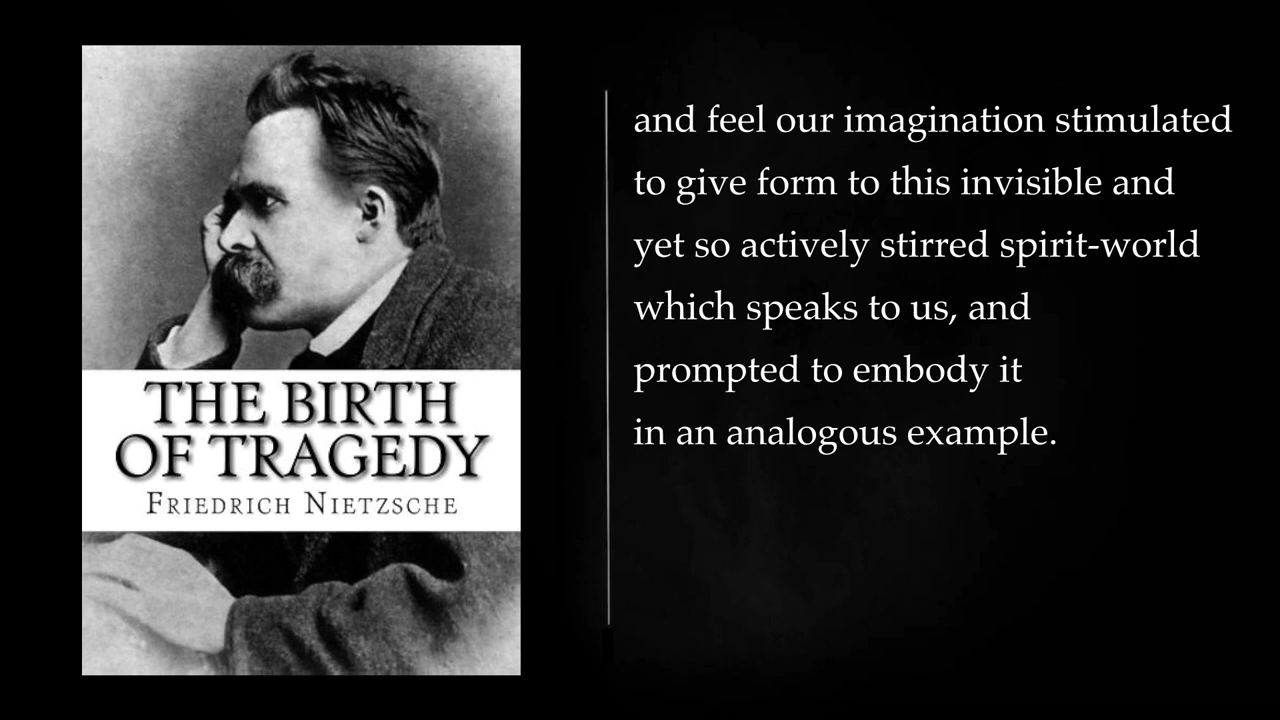 THE BIRTH
OF TRAGEDY
FRIEDRICH NIETZSCHE
and feel our imagination stimulated
to give form to this invisible and
yet so actively stirred spirit-world
which speaks to us, and
prompted to embody it
in an analogous example.